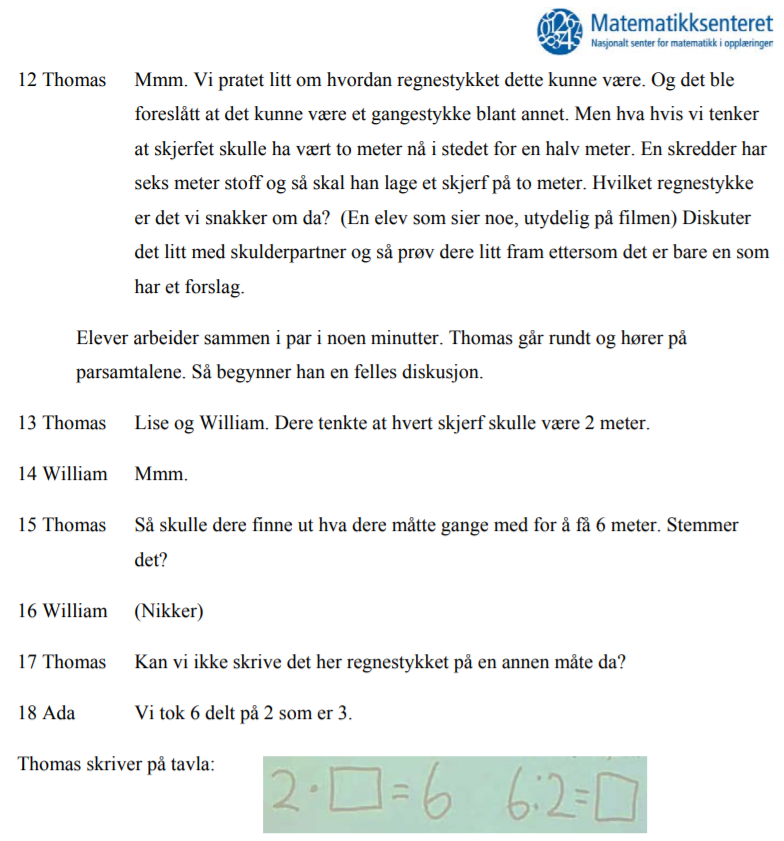 Matematikksenteret
Nasjonalt senter for matematikk i opplæringen
12 Thomas Mmm. Vi pratet litt om hvordan regnestykket dette kunne være. Og det ble
foreslått at det kunne være et gangestykke blant annet. Men hva hvis vi tenker
at skjerfet skulle ha vært to meter nå i stedet for en halv meter. En skredder har
seks meter stoff og så skal han lage et skjerf på to meter. Hvilket regnestykke
er det vi snakker om da? (En elev som sier noe, utydelig på filmen) Diskuter
det litt med skulderpartner og så prøv dere litt fram ettersom det er bare en som
har et forslag.
Elever arbeider sammen i par i noen minutter. Thomas går rundt og hører på
parsamtalene. Så begynner han en felles diskusjon.
13 Thomas Lise og William. Dere tenkte at hvert skjerf skulle være 2 meter.
14 William Mmm.
15 Thomas Så skulle dere finne ut hva dere måtte gange med for å få 6 meter. Stemmer
det?
16 William (Nikker)
17 Thomas Kan vi ikke skrive det her regnestykket på en annen måte da?
18 Ada Vi tok 6 delt på 2 som er 3.
Thomas skriver på tavla:
2 · □ = 6 6 : 2 = □